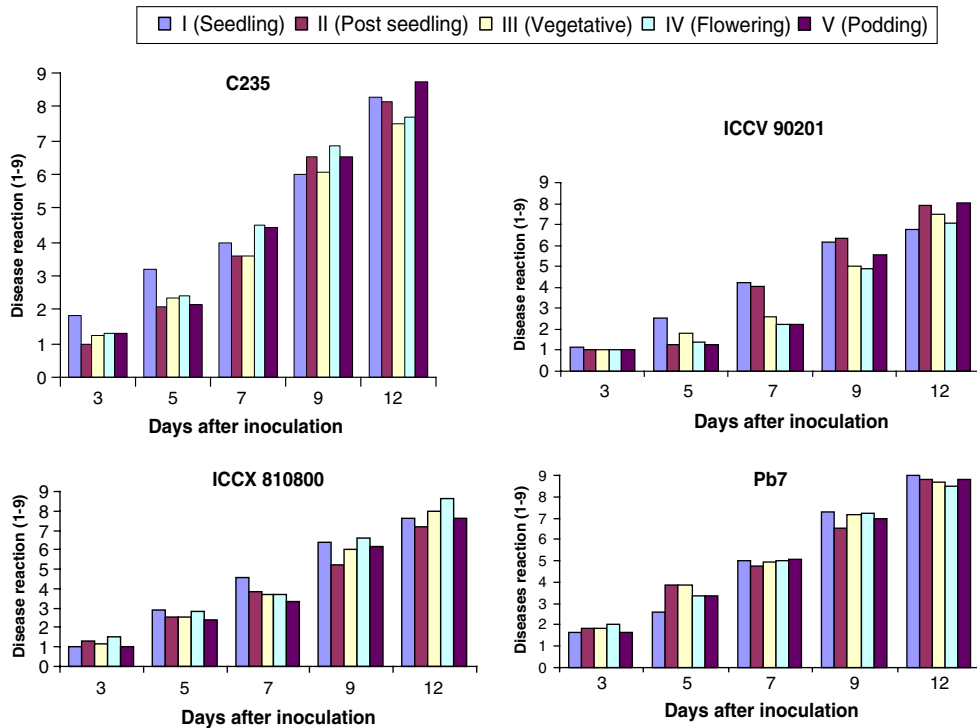 I (Seedling) II (Post seedling) III (Vegetative) IV (Flowering) V (Podding)
C235
Disease reaction (1-9)
9
8
7
6
5
4
3
2
1
0
3 5 7 9 12
Days after inoculation
ICCV 90201
Disease reaction (1-9)
9
8
7
6
5
4
3
2
1
0
3 5 7 9 12
Days after inoculation
ICCX 810800
Disease reaction (1-9)
9
8
7
6
5
4
3
2
1
0
3 5 7 9 12
Days after inoculation
Pb7
Diseases reaction (1-9)
9
8
7
6
5
4
3
2
1
0
3 5 7 9 12
Days after inoculation